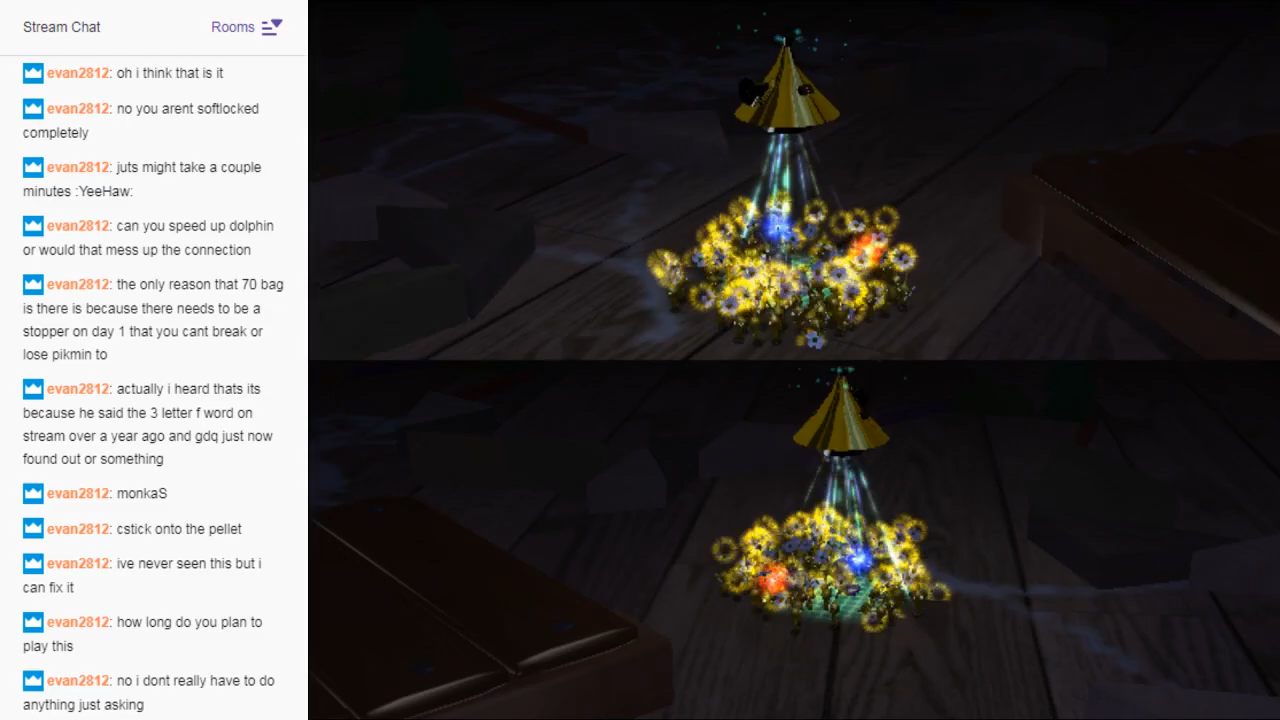 Stream Chat
Rooms
evan2812: oh i think that is it
evan2812: no you arent softlocked
completely
evan2812: juts might take a couple
minutes :YeeHaw:
evan2812: can you speed up dolphin
or would that mess up the connection
evan2812: the only reason that 70 bag
is there is because there needs to be a
stopper on day 1 that you cant break or
lose pikmin to
evan2812: actually i heard thats its
because he said the 3 letter f word on
stream over a year ago and gdq just now
found out or something
evan2812: monkaS
evan2812: cstick onto the pellet
evan2812: ive never seen this but i
can fix it
evan2812: how long do you plan to
play this
evan2812: no i dont really have to do
anything just asking